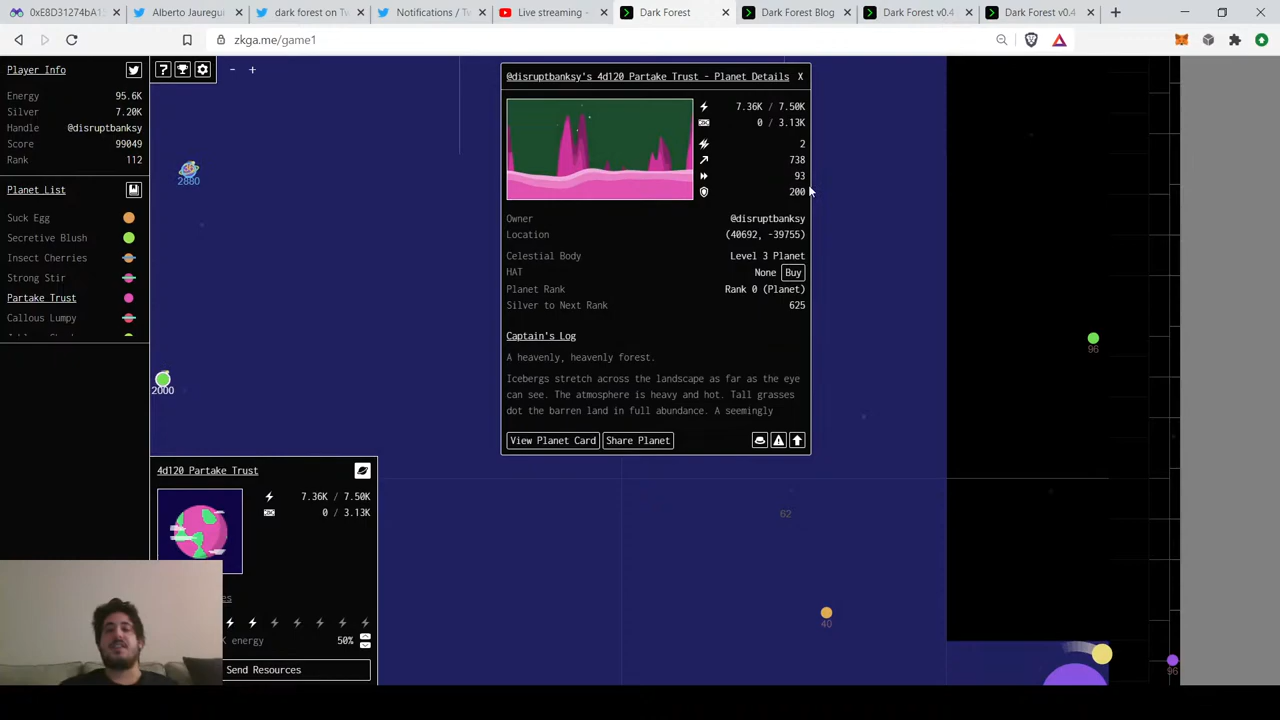 0xE8D31274bA15
Alberto Jauregui
dark forest on Tw
Notifications / Tw
Live streaming -
Dark Forest
Dark Forest Blog
Dark Forest v0.4
Dark Forest v0.4
zkga.me/game1
Player Info
Energy 95.6K
Silver 7.20K
Handle @disruptbanksy
Score 99049
Rank 112
Planet List
Suck Egg
Secretive Blush
Insect Cherries
Strong Stir
Partake Trust
Callous Lumpy
? - +
2880
2000
@disruptbanksy's 4d120 Partake Trust - Planet Details X
7.36K / 7.50K
0 / 3.13K
2
738
93
200
Owner @disruptbanksy
Location (40692, -39755)
Celestial Body Level 3 Planet
HAT None Buy
Planet Rank Rank 0 (Planet)
Silver to Next Rank 625
Captain's Log
A heavenly, heavenly forest.
Icebergs stretch across the landscape as far as the eye
can see. The atmosphere is heavy and hot. Tall grasses
dot the barren land in full abundance. A seemingly
View Planet Card Share Planet
96
62
40
96
4d120 Partake Trust
7.36K / 7.50K
0 / 3.13K
energy 50%
Send Resources